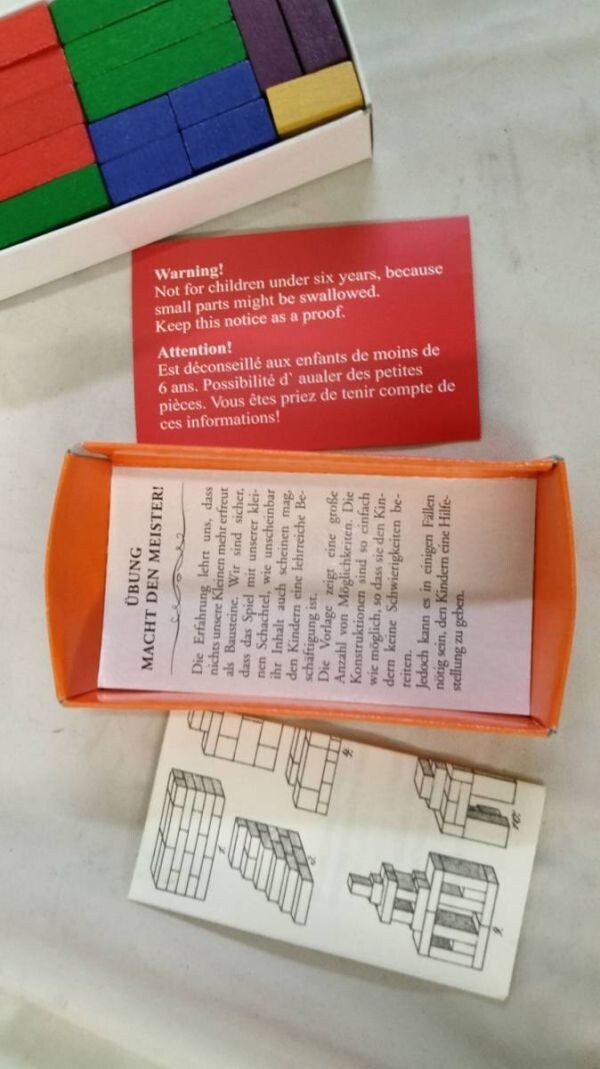 Warning!
Not for children under six years, because
small parts might be swallowed.
Keep this notice as a proof.
Attention!
Est déconseillé aux enfants de moins de
6 ans. Possibilité d` avaler des petites
pièces. Vous êtes priez de tenir compte de
ces informations!
ÜBUNG
MACHT DEN MEISTER!
Die Erfahrung lehrt uns, dass
nichts unsere Kleinen mehr erfreut
als Bausteine. Wir sind sicher,
dass das Spiel mit unserer klei-
nen Schachtel, wie unscheinbar
ihr Inhalt auch scheinen mag,
den Kindern eine lehrreiche Be-
schäftigung ist.
Die Vorlage zeigt eine große
Anzahl von Möglichkeiten. Die
Konstruktionen sind so einfach
wie möglich, so dass sie den Kin-
dern keine Schwierigkeiten be-
reiten.
Jedoch kann es in einigen Fällen
nötig sein, den Kindern eine Hilfe-
stellung zu geben.